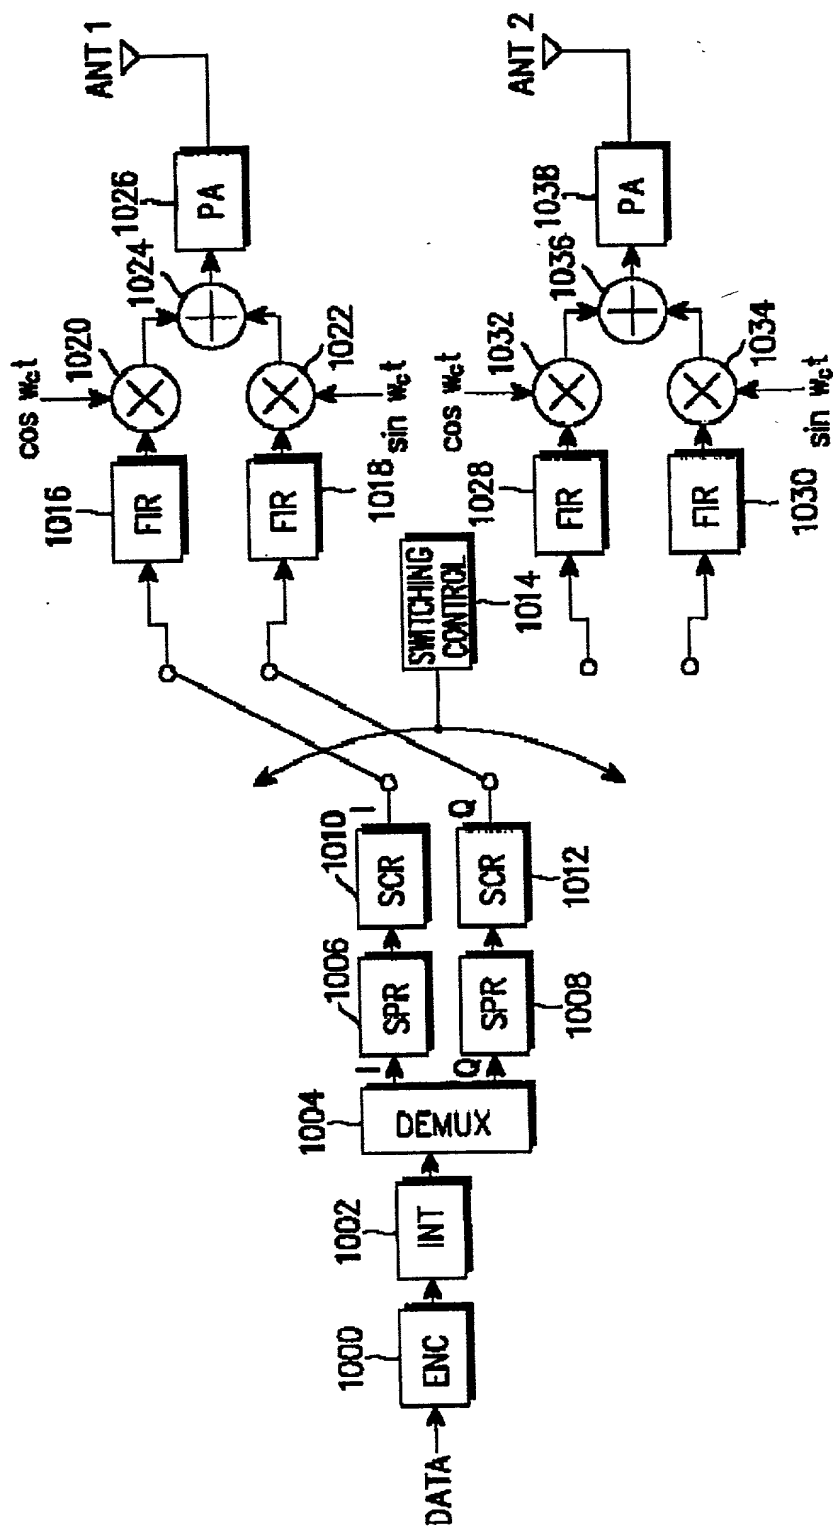 DATA
1000
ENC
1002
INT
1004
DEMUX
I
Q
1006
SPR
SPR
1008
1010
SCR
SCR
1012
I
Q
SWITCHING
CONTROL
1014
1016
FIR
cos Wct
1020
1024
1026
PA
ANT 1
FIR
1018
sin Wct
1022
1028
FIR
cos Wct
1032
1036
1038
PA
ANT 2
FIR
1030
sin Wct
1034